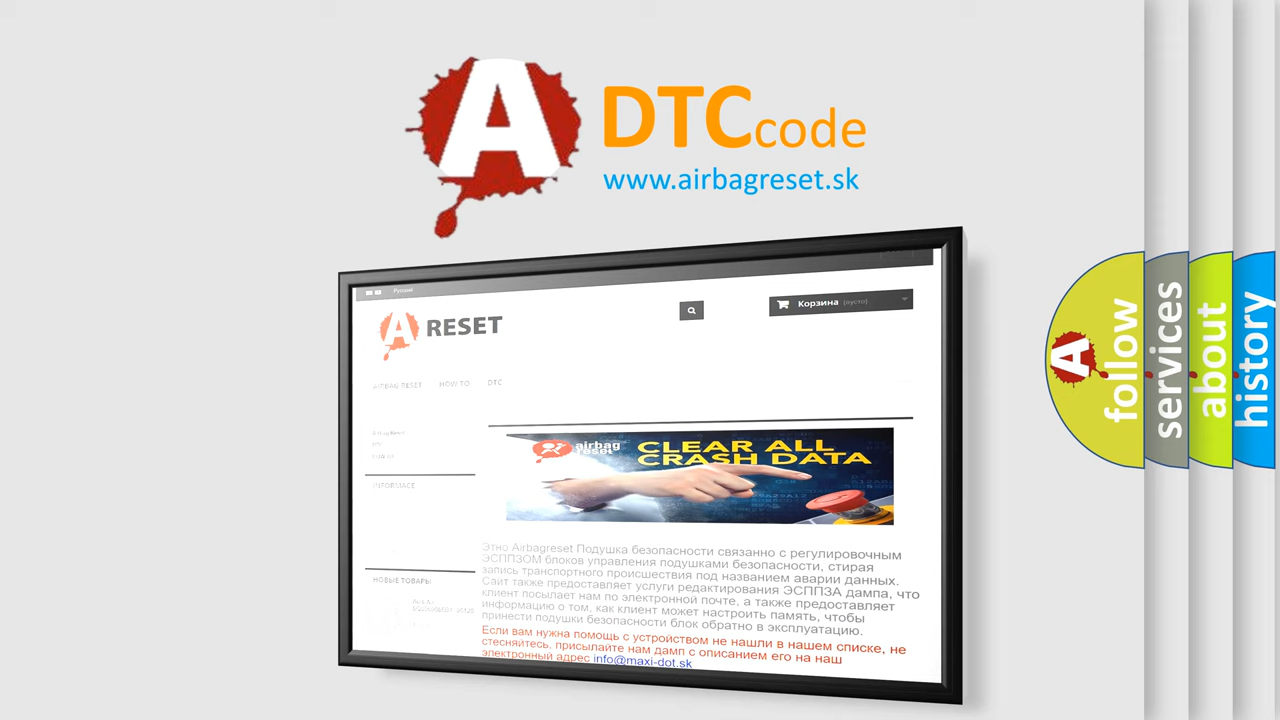 A
DTC code
www.airbagreset.sk
Русский
A RESET
Корзина (пусто)
AIRBAG RESET HOW TO DTC
airbag reset
CLEAR ALL
CRASH DATA
INFORMACE
НОВЫЕ ТОВАРЫ
Этно Airbagreset Подушка безопасности связанно с регулировочным
ЭСППЗОМ блоков управления подушками безопасности, стирая
запись транспортного происшествия под названием аварии данных.
Сайт также предоставляет услуги редактирования ЭСППЗА дампа, что
клиент посылает нам по электронной почте, а также предоставляет
информацию о том, как клиент может настроить память, чтобы
принести подушки безопасности блок обратно в эксплуатацию.
Если вам нужна помощь с устройством не нашли в нашем списке, не
стесняйтесь, присылайте нам дамп с описанием его на наш
электронный адрес info@maxi-dot.sk
A
follow
services
about
history